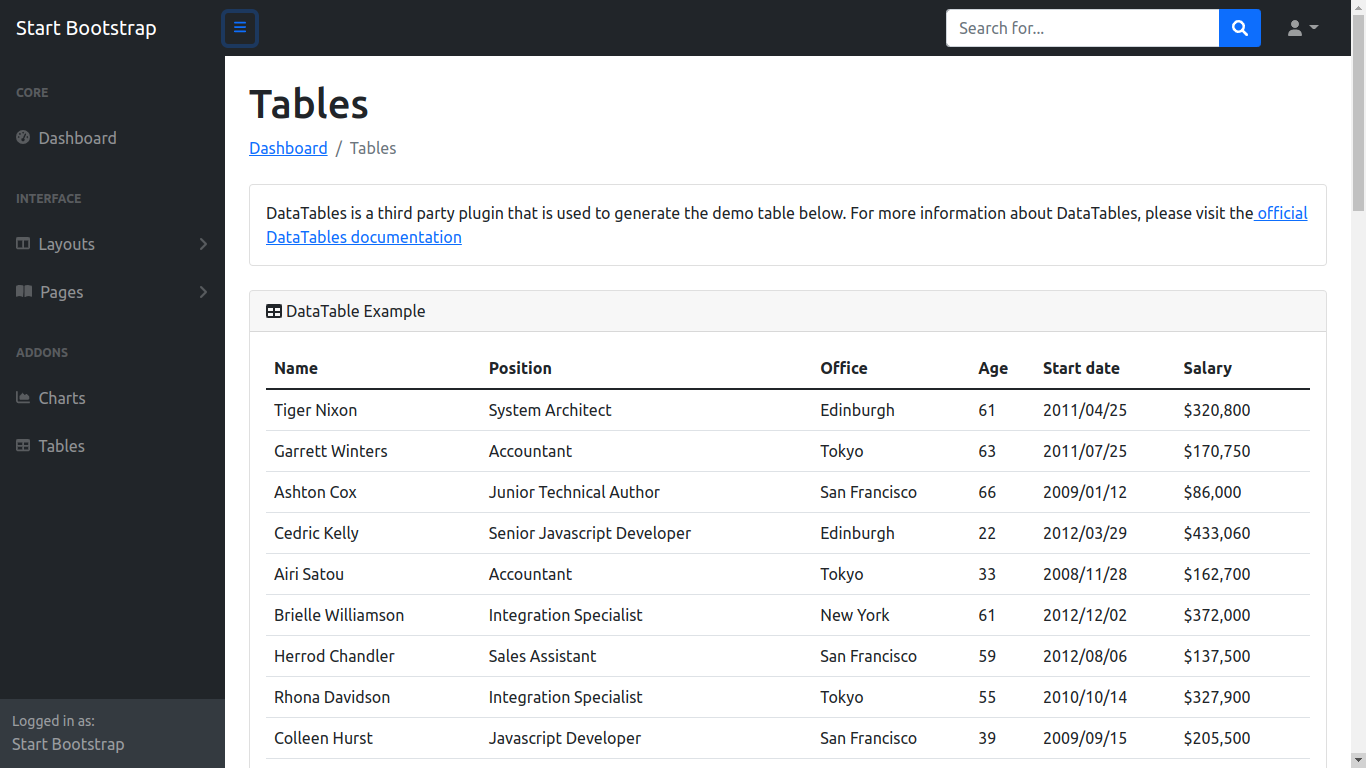 Start Bootstrap
Search for...
CORE
Dashboard
INTERFACE
Layouts
Pages
ADDONS
Charts
Tables
Logged in as:
Start Bootstrap
Tables
Dashboard / Tables
DataTables is a third party plugin that is used to generate the demo table below. For more information about DataTables, please visit the official
DataTables documentation
DataTable Example
Name Position Office Age Start date Salary
Tiger Nixon System Architect Edinburgh 61 2011/04/25 $320,800
Garrett Winters Accountant Tokyo 63 2011/07/25 $170,750
Ashton Cox Junior Technical Author San Francisco 66 2009/01/12 $86,000
Cedric Kelly Senior Javascript Developer Edinburgh 22 2012/03/29 $433,060
Airi Satou Accountant Tokyo 33 2008/11/28 $162,700
Brielle Williamson Integration Specialist New York 61 2012/12/02 $372,000
Herrod Chandler Sales Assistant San Francisco 59 2012/08/06 $137,500
Rhona Davidson Integration Specialist Tokyo 55 2010/10/14 $327,900
Colleen Hurst Javascript Developer San Francisco 39 2009/09/15 $205,500